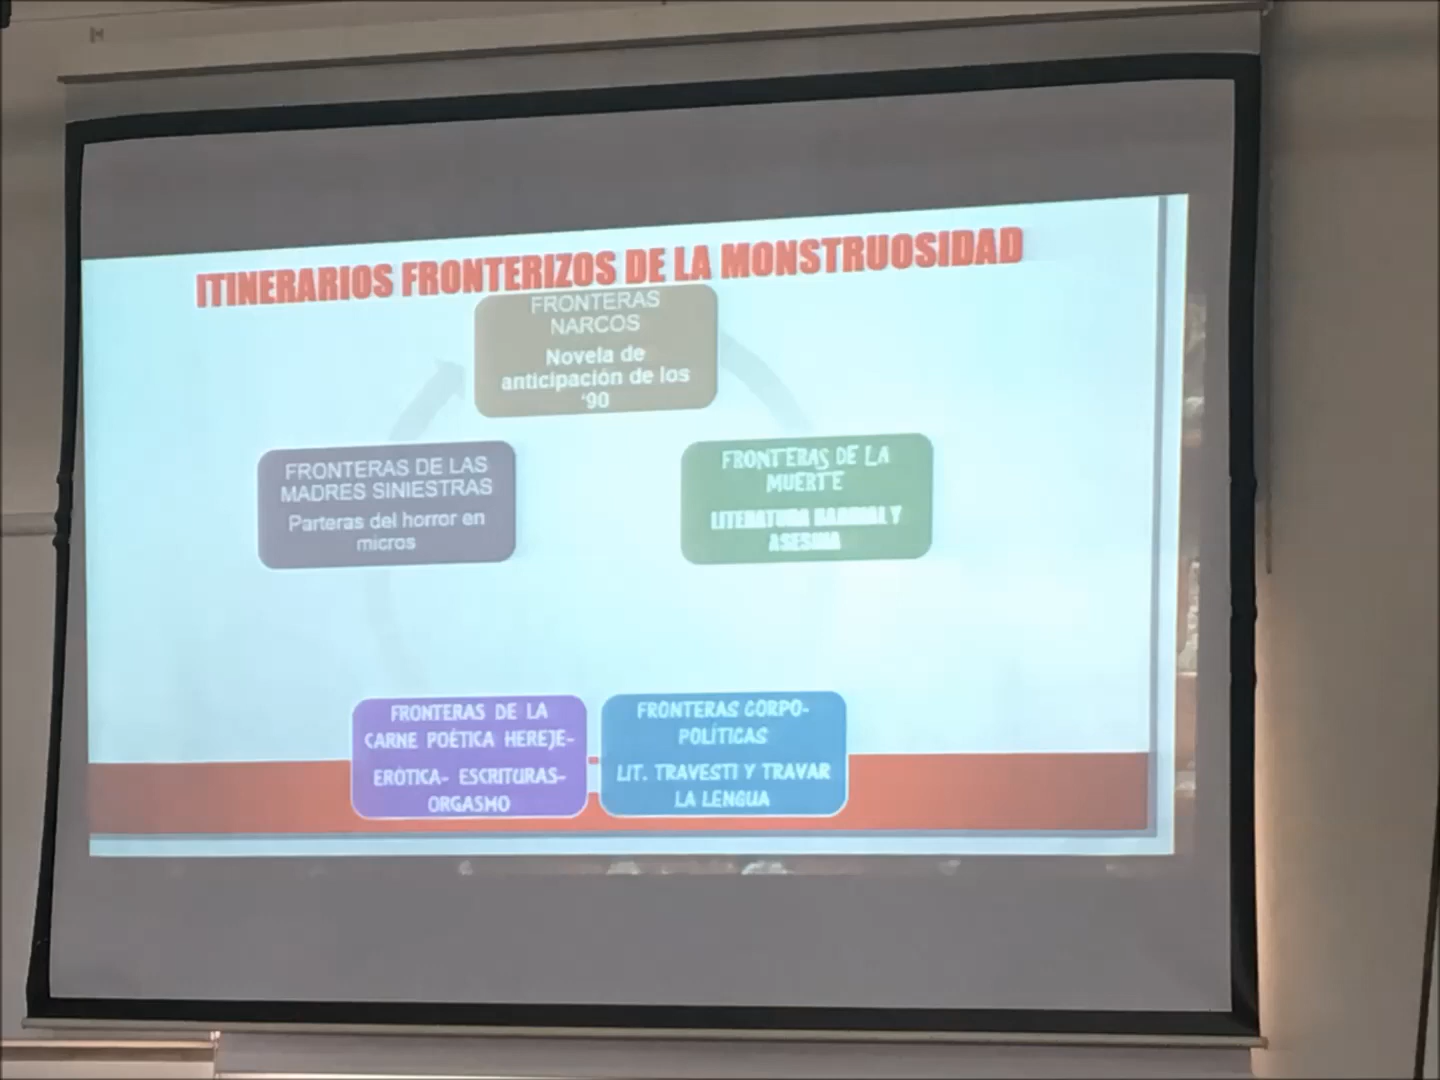 ITINERARIOS FRONTERIZOS DE LA MONSTRUOSIDAD
FRONTERAS
NARCOS
Novela de
anticipación de los
'90
FRONTERAS DE LAS
MADRES SINIESTRAS
Parteras del horror en
micros
FRONTERAS DE LA
MUERTE
LITERATURA Y
ASESINA
FRONTERAS DE LA
CARNE POÉTICA HEREJE-
ERÓTICA- ESCRITURAS-
ORGASMO
FRONTERAS CORPO-
POLÍTICAS
LIT. TRAVESTI Y TRAVAR
LA LENGUA